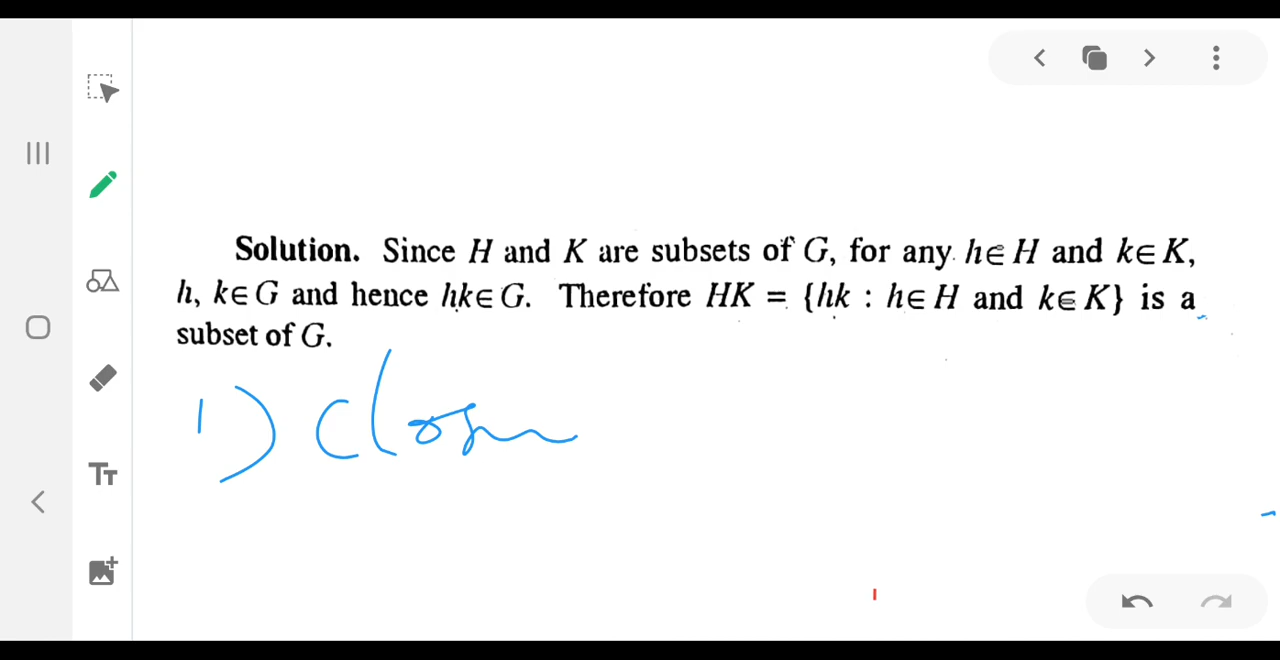 Solution. Since H and K are subsets of G, for any h∈H and k∈K,
h, k∈G and hence hk∈G. Therefore HK = {hk : h∈H and k∈K} is a
subset of G.
1)
TT